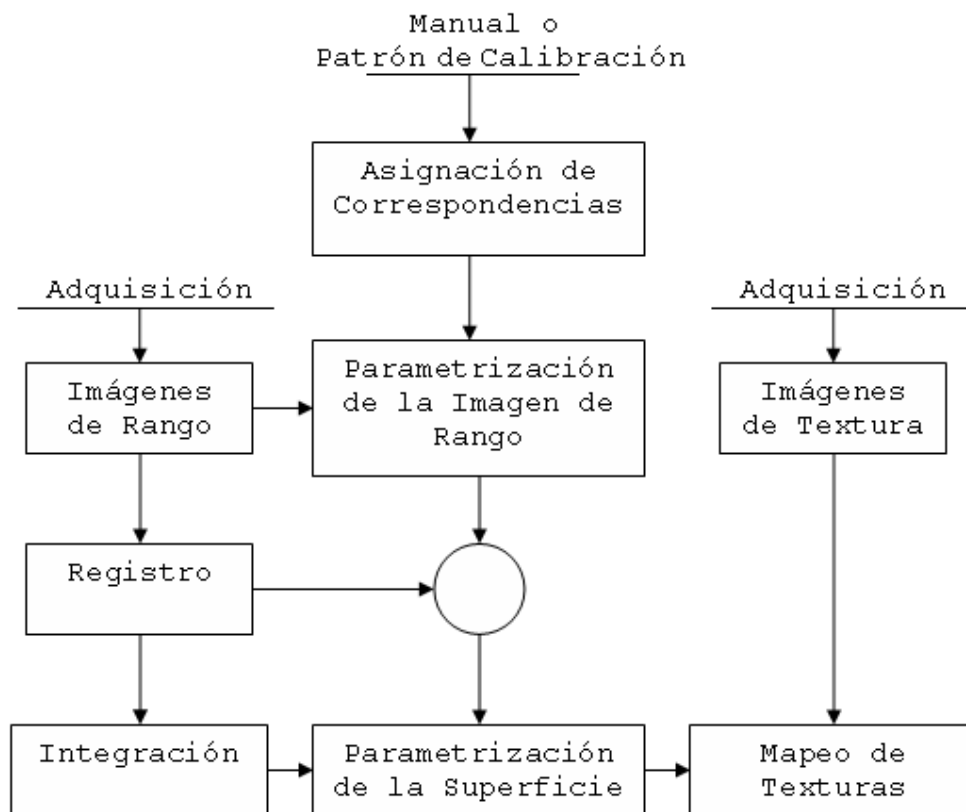 Manual o
Patrón de Calibración
Asignación de
Correspondencias
Adquisición
Adquisición
Imágenes
de Rango
Parametrización
de la Imagen de
Rango
Imágenes
de Textura
Registro
Integración
Parametrización
de la Superficie
Mapeo de
Texturas